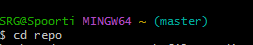 SRG@Spoorti MINGW64 ~ (master)
$ cd repo